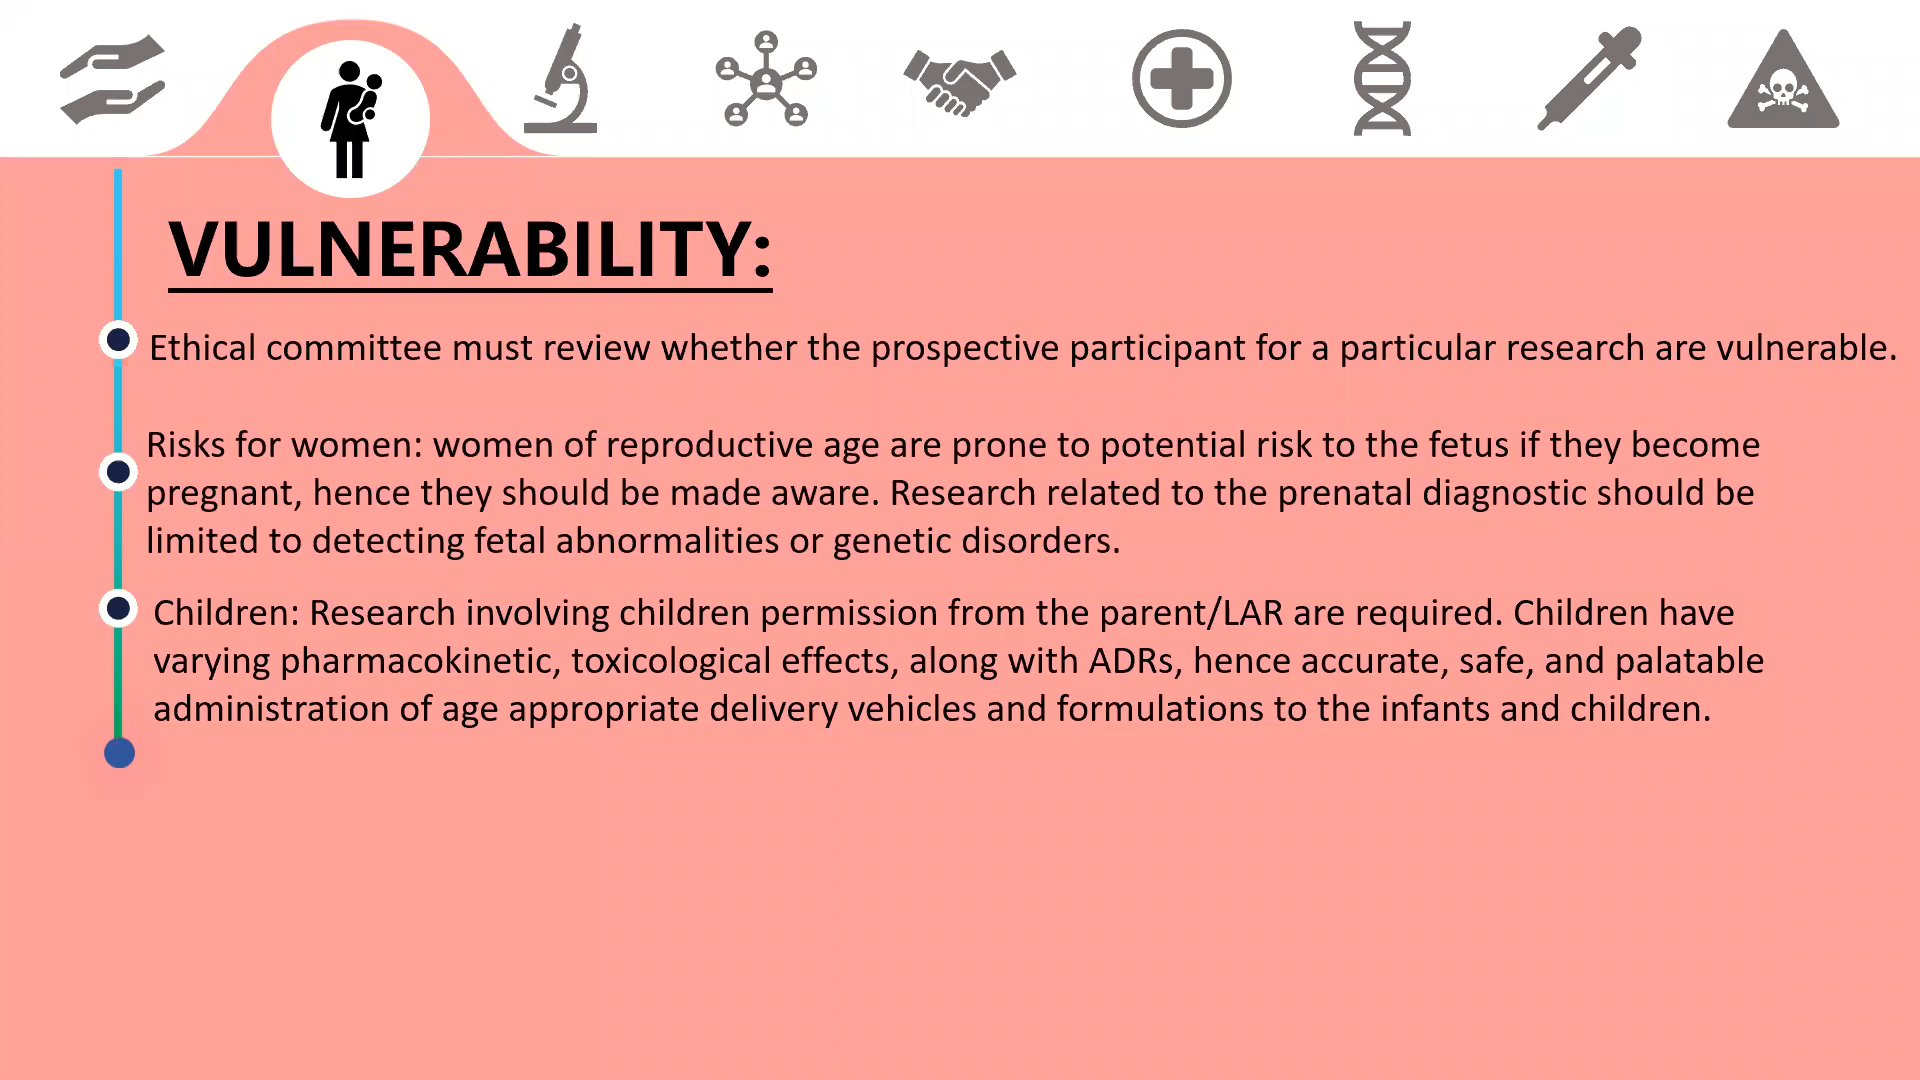 VULNERABILITY:
Ethical committee must review whether the prospective participant for a particular research are vulnerable.
Risks for women: women of reproductive age are prone to potential risk to the fetus if they become
pregnant, hence they should be made aware. Research related to the prenatal diagnostic should be
limited to detecting fetal abnormalities or genetic disorders.
Children: Research involving children permission from the parent/LAR are required. Children have
varying pharmacokinetic, toxicological effects, along with ADRs, hence accurate, safe, and palatable
administration of age appropriate delivery vehicles and formulations to the infants and children.